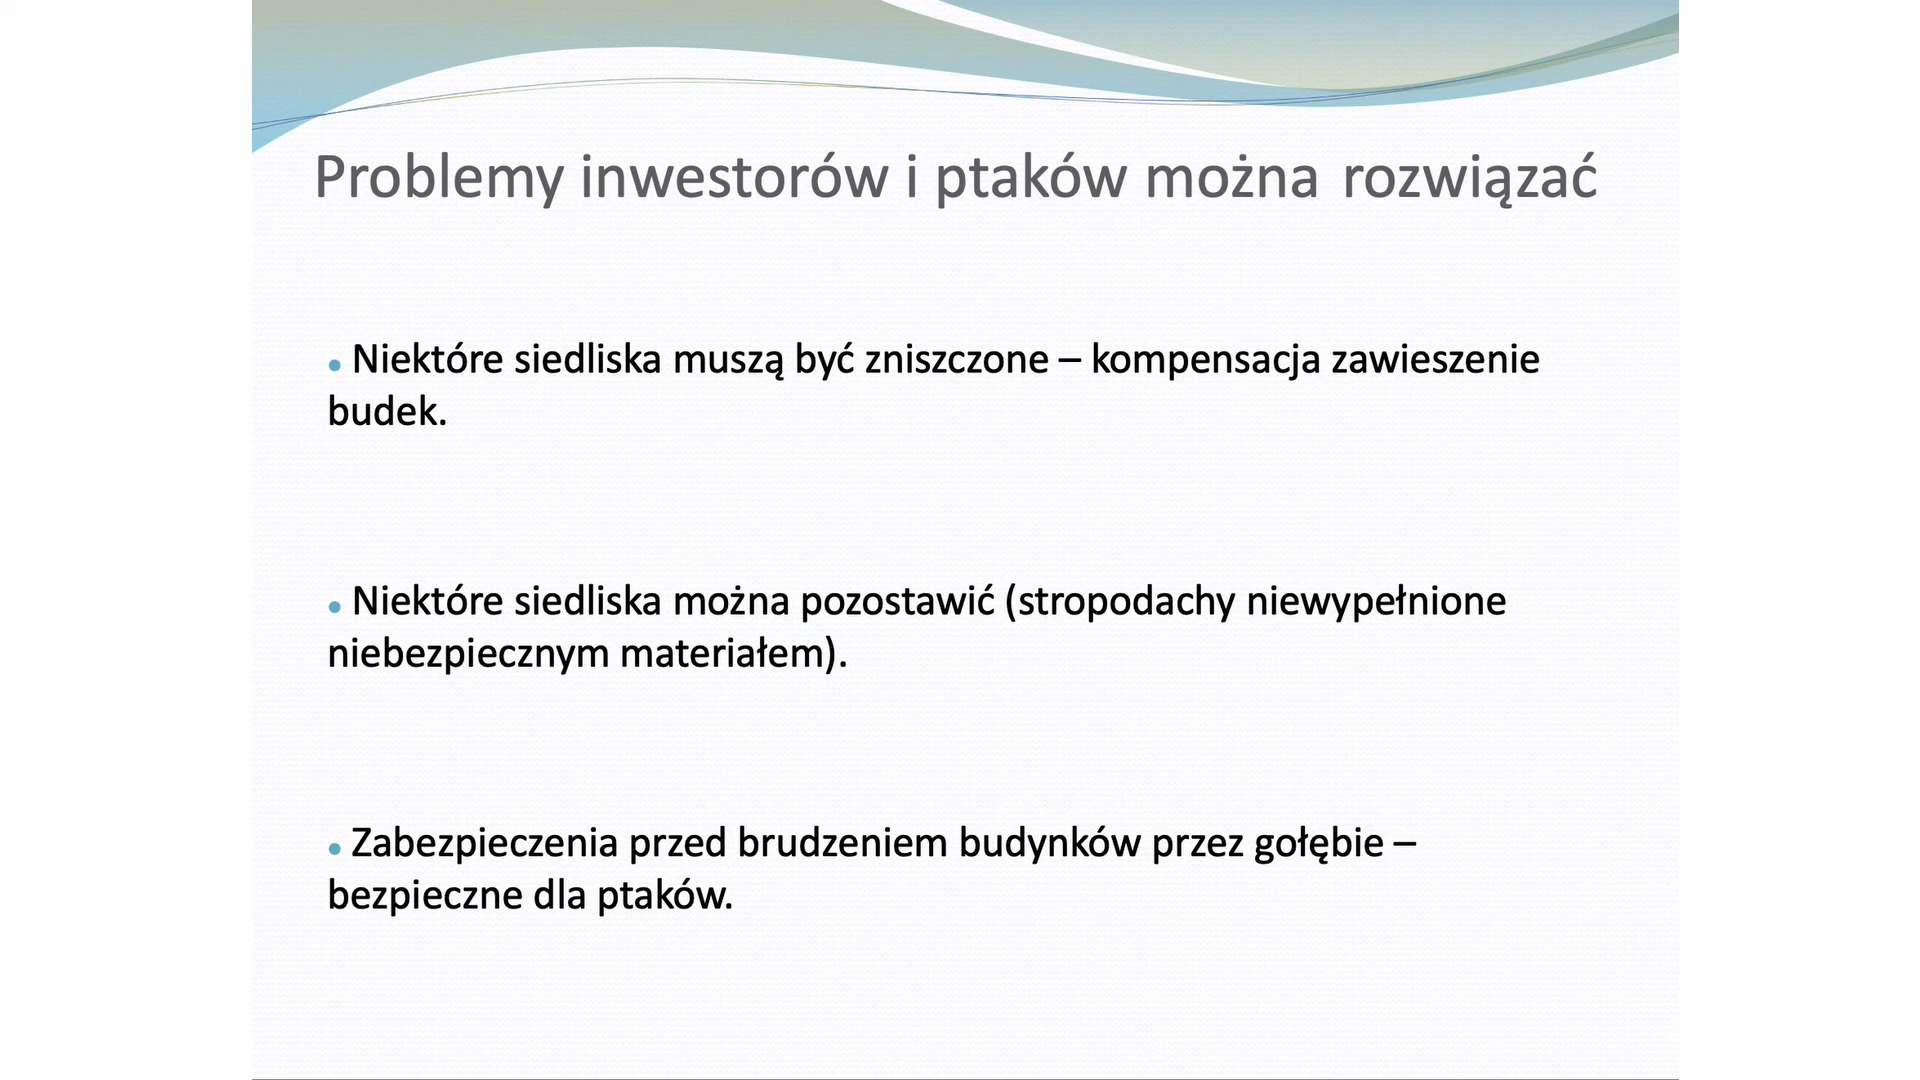 Problemy inwestorów i ptaków można rozwiązać
• Niektóre siedliska muszą być zniszczone – kompensacja zawieszenie
budek.
• Niektóre siedliska można pozostawić (stropodachy niewypełnione
niebezpiecznym materiałem).
• Zabezpieczenia przed brudzeniem budynków przez gołębie –
bezpieczne dla ptaków.